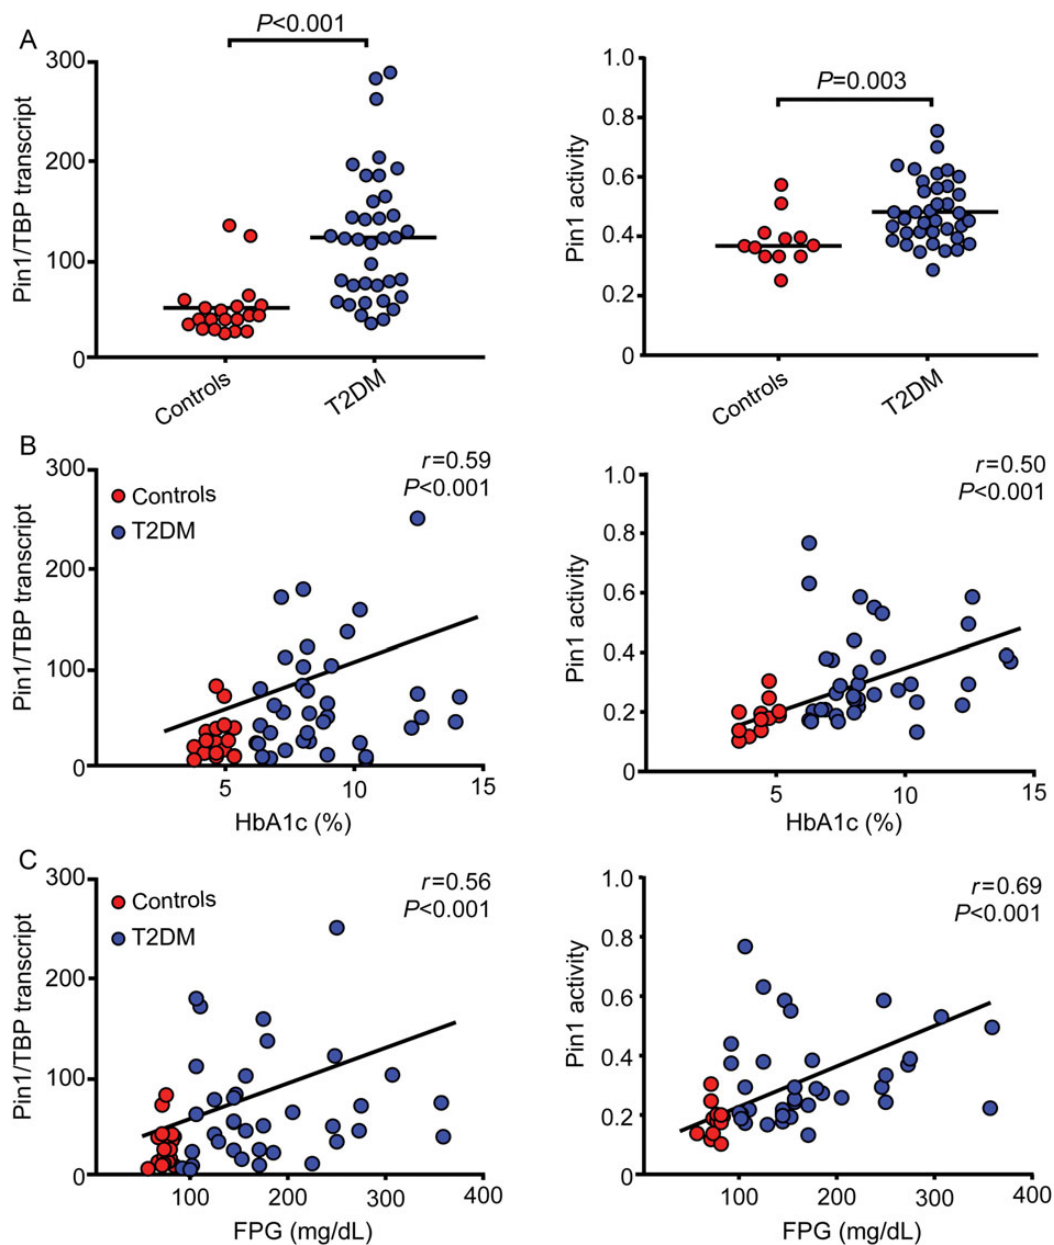 A
P<0.001
300
200
100
0
Pin1/TBP transcript
Controls
T2DM
P=0.003
1.0
0.8
0.6
0.4
0.2
0
Pin1 activity
Controls
T2DM
B
r=0.59
P<0.001
Controls
T2DM
300
200
100
0
Pin1/TBP transcript
5 10 15
HbA1c (%)
r=0.50
P<0.001
1.0
0.8
0.6
0.4
0.2
0
Pin1 activity
5 10 15
HbA1c (%)
C
r=0.56
P<0.001
Controls
T2DM
300
200
100
0
Pin1/TBP transcript
100 200 300 400
FPG (mg/dL)
r=0.69
P<0.001
1.0
0.8
0.6
0.4
0.2
0
Pin1 activity
100 200 300 400
FPG (mg/dL)